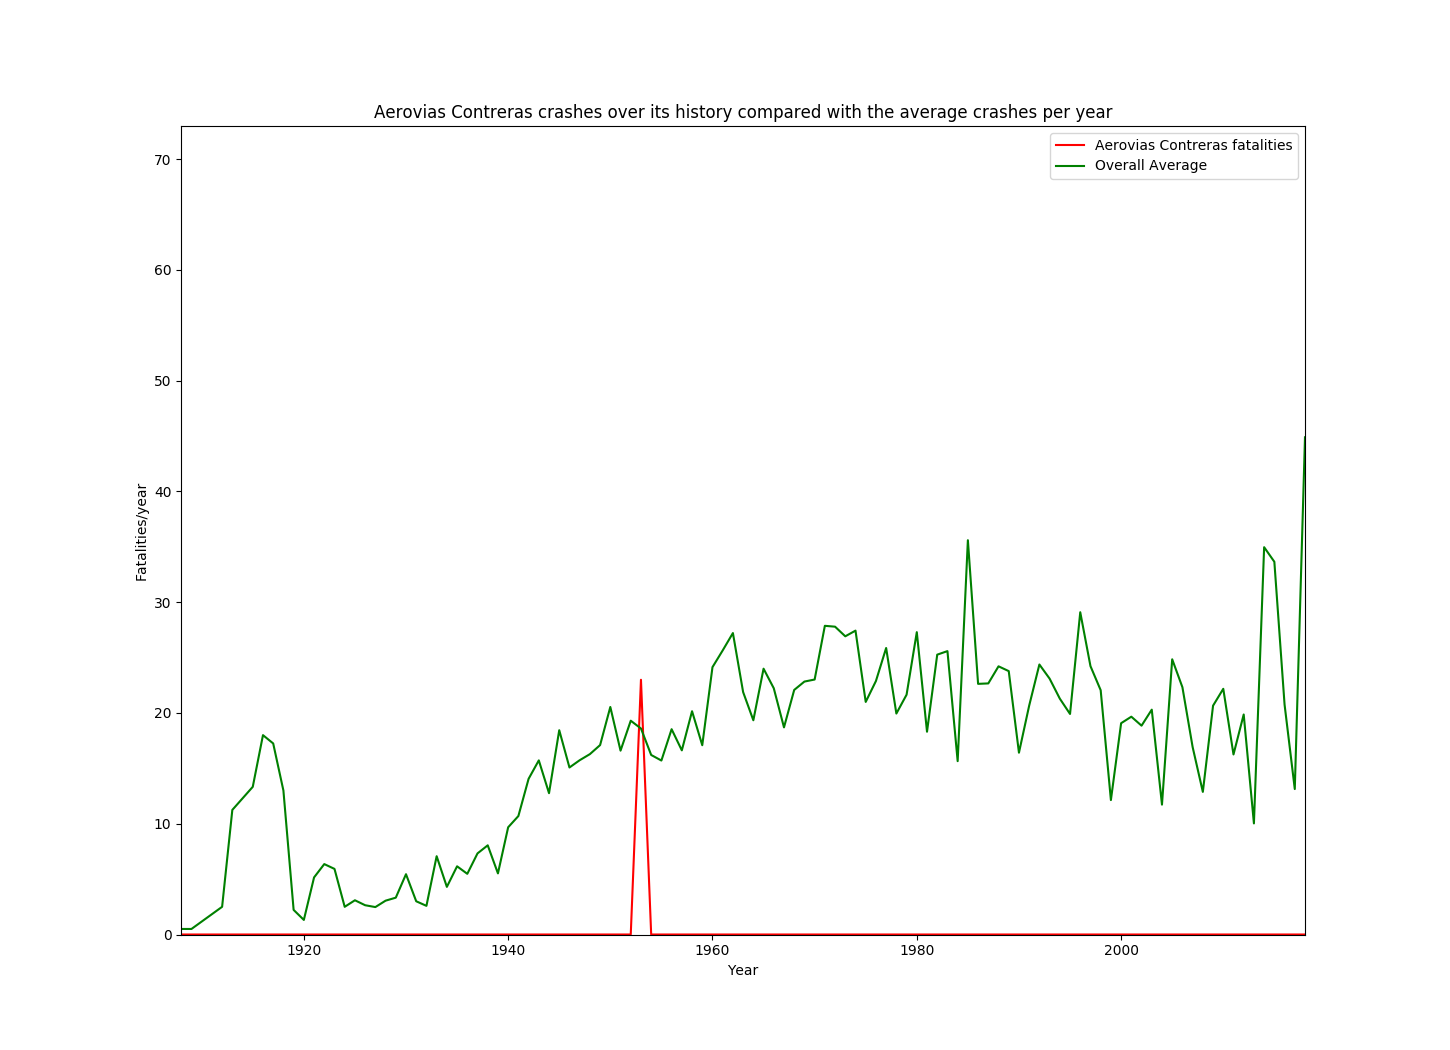 Aerovias Contreras crashes over its history compared with the average crashes per year
Aerovias Contreras fatalities
Overall Average
70
60
50
40
30
20
10
0
Fatalities/year
1920
1940
1960
1980
2000
Year